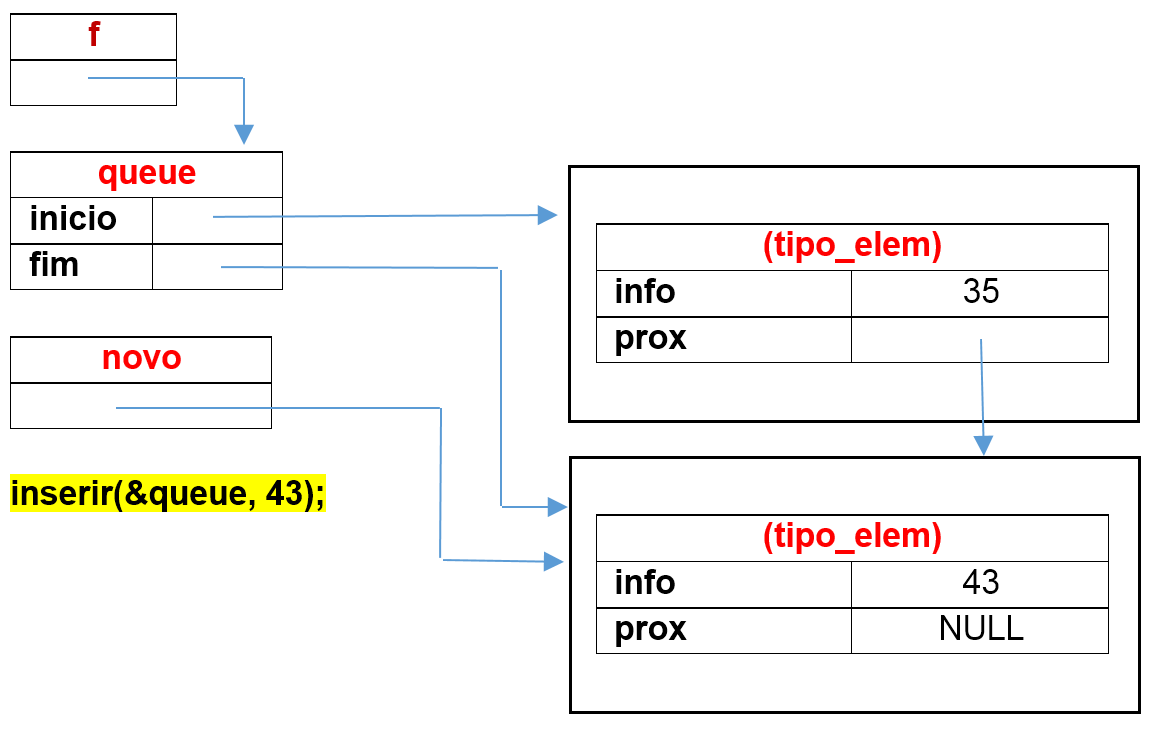 f
queue
inicio
fim
novo
inserir(&queue, 43);
(tipo_elem)
info 35
prox
(tipo_elem)
info 43
prox NULL